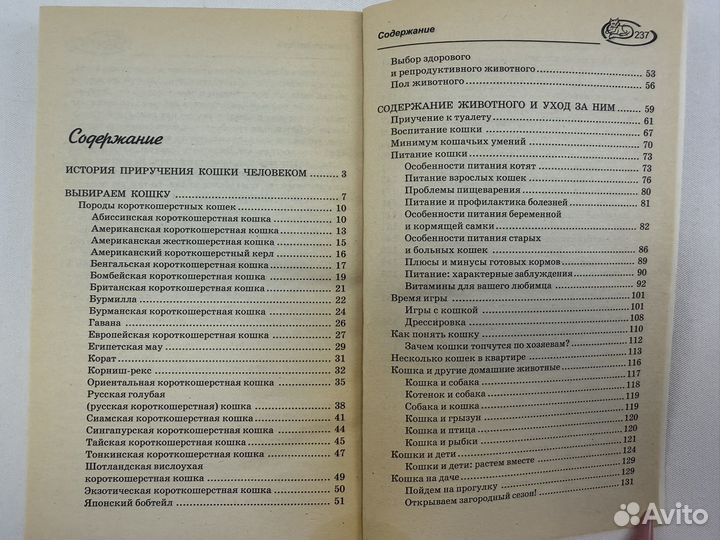 Содержание
ИСТОРИЯ ПРИРУЧЕНИЯ КОШКИ ЧЕЛОВЕКОМ 3
ВЫБИРАЕМ КОШКУ 7
Породы короткошерстных кошек 10
Абиссинская короткошерстная кошка 10
Американская короткошерстная кошка 13
Американская жесткошерстная кошка 15
Американский короткошерстный керл 16
Бенгальская короткошерстная кошка 17
Бомбейская короткошерстная кошка 19
Британская короткошерстная кошка 21
Бурмилла 22
Бурманская короткошерстная кошка 24
Гавана 26
Европейская короткошерстная кошка 27
Египетская мау 29
Корат 31
Корниш-рекс 32
Ориентальная короткошерстная кошка 35
Русская голубая
(русская короткошерстная) кошка 38
Сиамская короткошерстная кошка 41
Сингапурская короткошерстная кошка 44
Тайская короткошерстная кошка 45
Тонкинская короткошерстная кошка 47
Шотландская вислоухая
короткошерстная кошка 49
Экзотическая короткошерстная кошка 50
Японский бобтейл 51
Содержание 237
Выбор здорового
и репродуктивного животного 53
Пол животного 56
СОДЕРЖАНИЕ ЖИВОТНОГО И УХОД ЗА НИМ 59
Приучение к туалету 61
Воспитание кошки 67
Минимум кошачьих умений 70
Питание кошки 73
Особенности питания котят 73
Питание взрослых кошек 76
Проблемы пищеварения 80
Питание и профилактика болезней 81
Особенности питания беременной
и кормящей самки 82
Особенности питания старых
и больных кошек 86
Плюсы и минусы готовых кормов 89
Питание: характерные заблуждения 90
Витамины для вашего любимца 92
Время игры 101
Игры с кошкой 101
Дрессировка 108
Как понять кошку 110
Зачем кошки топчутся по хозяевам? 112
Несколько кошек в квартире 113
Кошка и другие домашние животные 116
Кошка и собака 117
Котенок и собака 118
Собака и кошка 119
Кошка и грызун 119
Кошка и птица 120
Кошка и рыбки 120
Кошки и дети 121
Кошки и дети: растем вместе 124
Кошка на даче 129
Пойдем на прогулку 129
Открываем загородный сезон! 131
Avito